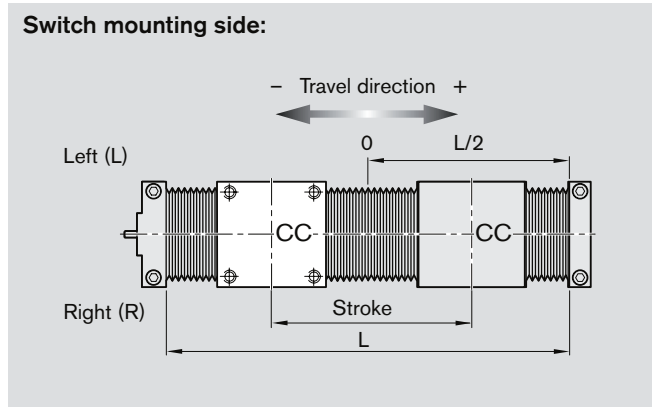 Switch mounting side:
– Travel direction +
0 L/2
Left (L)
CC CC
Right (R)
Stroke
L